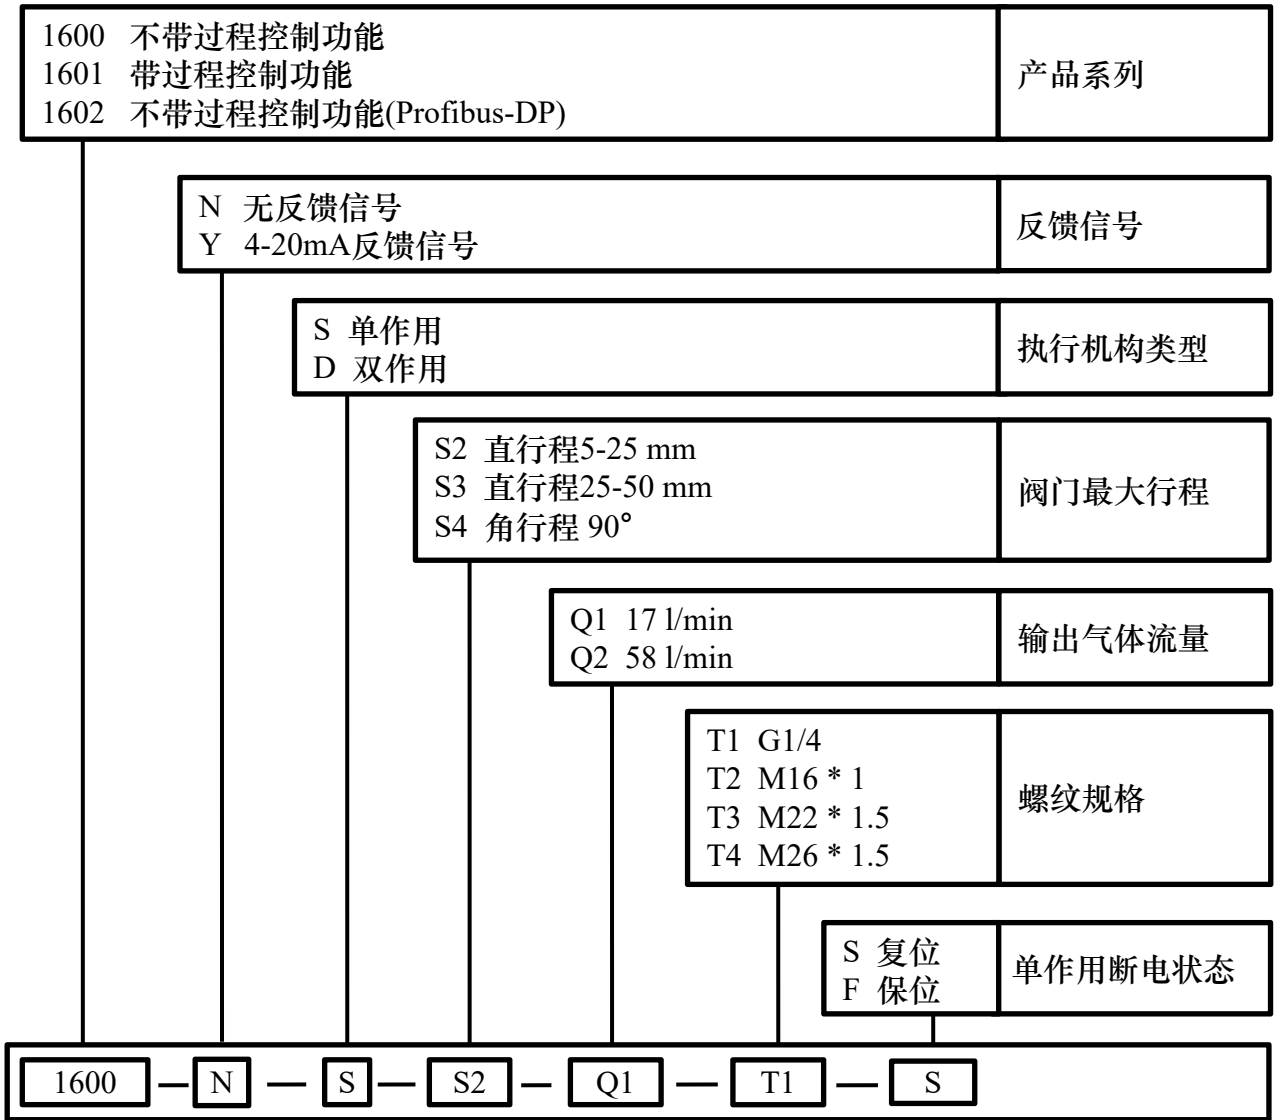 1600 不带过程控制功能
1601 带过程控制功能
1602 不带过程控制功能(Profibus-DP)
产品系列
N 无反馈信号
Y 4-20mA反馈信号
反馈信号
S 单作用
D 双作用
执行机构类型
S2 直行程5-25 mm
S3 直行程25-50 mm
S4 角行程 90°
阀门最大行程
Q1 17 l/min
Q2 58 l/min
输出气体流量
T1 G1/4
T2 M16 * 1
T3 M22 * 1.5
T4 M26 * 1.5
螺纹规格
S 复位
F 保位
单作用断电状态
1600 — N — S — S2 — Q1 — T1 — S